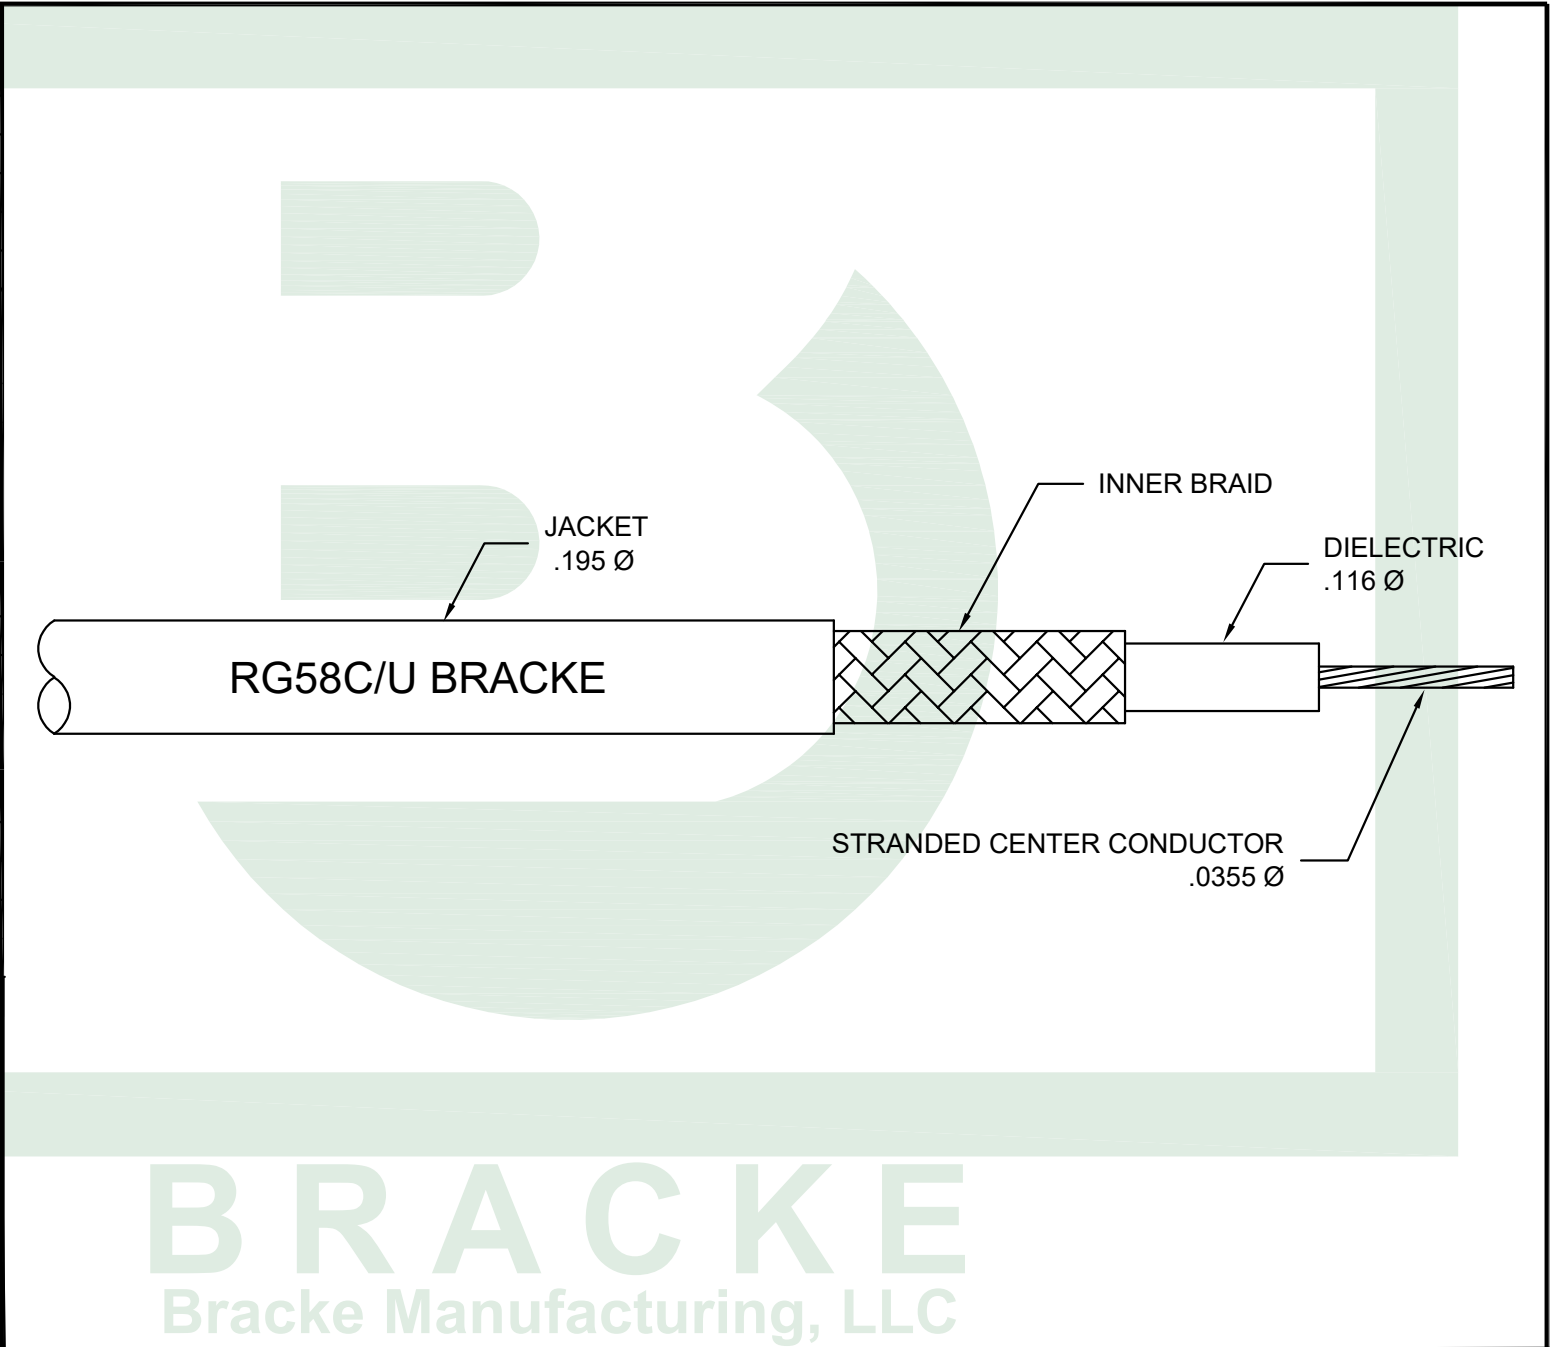 INNER BRAID
JACKET
.195 Ø
DIELECTRIC
.116 Ø
RG58C/U BRACKE
STRANDED CENTER CONDUCTOR
.0355 Ø
BRACKE
Bracke Manufacturing, LLC